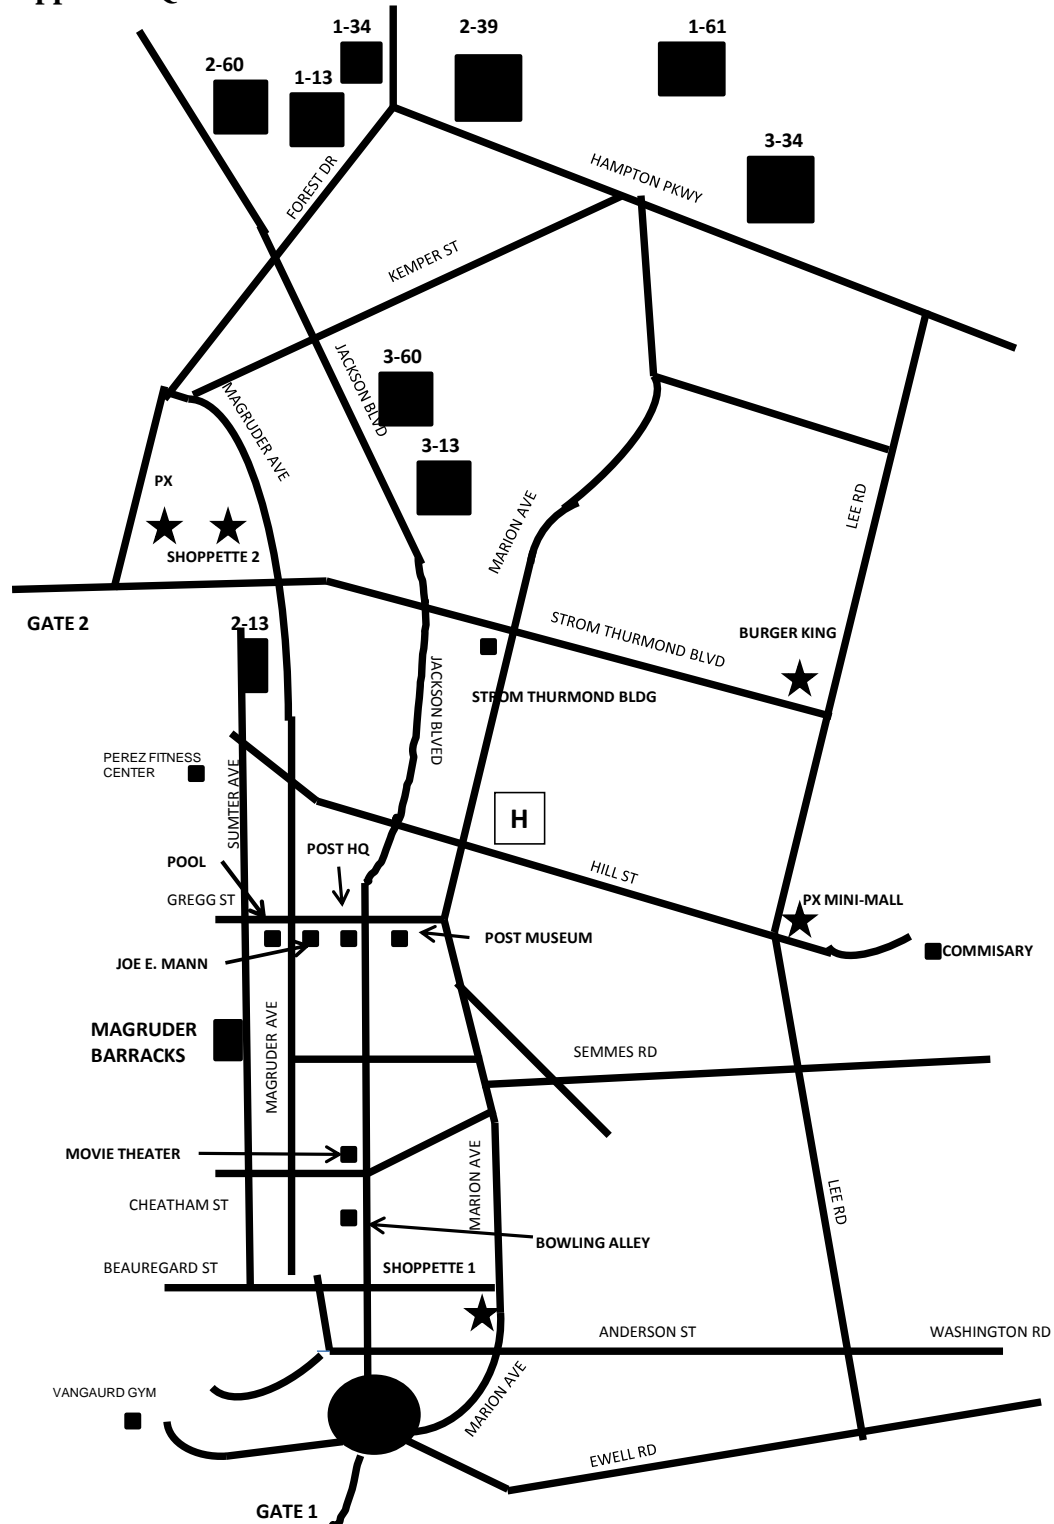 1-34
2-39
1-61
2-60
1-13
3-34
HAMPTON PKWY
FOREST DR
KEMPER ST
JACKSON BLVD
3-60
MAGRUDER AVE
3-13
PX
MARION AVE
LEE RD
SHOPPETTE 2
GATE 2
2-13
STROM THURMOND BLVD
BURGER KING
JACKSON BLVED
STROM THURMOND BLDG
PEREZ FITNESS
CENTER
SUMTER AVE
H
POST HQ
POOL
HILL ST
GREGG ST
PX MINI-MALL
POST MUSEUM
COMMISARY
JOE E. MANN
MAGRUDER
BARRACKS
MAGRUDER AVE
SEMMES RD
MOVIE THEATER
MARION AVE
CHEATHAM ST
LEE RD
BOWLING ALLEY
BEAUREGARD ST
SHOPPETTE 1
ANDERSON ST
WASHINGTON RD
VANGAURD GYM
MARION AVE
EWELL RD
GATE 1